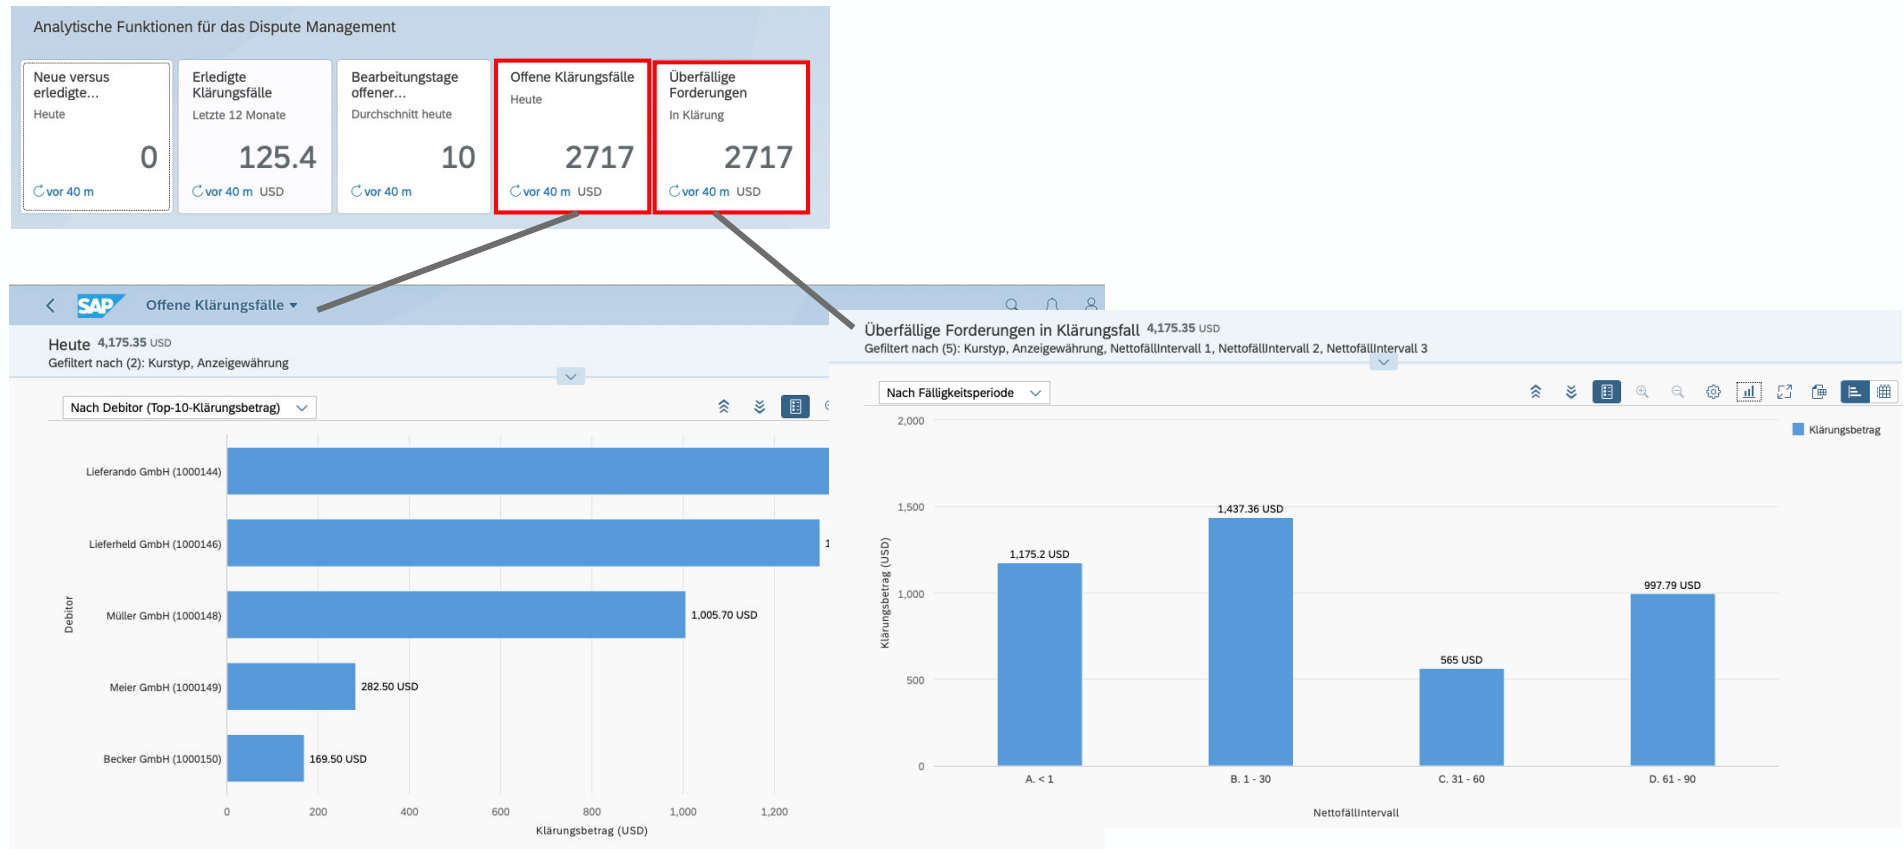 Analytische Funktionen für das Dispute Management
Neue versus
erledigte...
Heute
0
vor 40 m
Erledigte
Klärungsfälle
Letzte 12 Monate
125.4
vor 40 m USD
Bearbeitungstage
offener...
Durchschnitt heute
10
vor 40 m
Offene Klärungsfälle
Heute
2717
vor 40 m USD
Überfällige
Forderungen
In Klärung
2717
vor 40 m USD
SAP
Offene Klärungsfälle
Heute 4,175.35 USD
Gefiltert nach (2): Kurstyp, Anzeigewährung
Nach Debitor (Top-10-Klärungsbetrag)
Debitor
Lieferando GmbH (1000144)
Lieferheld GmbH (1000146)
1
Müller GmbH (1000148)
1,005.70 USD
Meier GmbH (1000149)
282.50 USD
Becker GmbH (1000150)
169.50 USD
0 200 400 600 800 1,000 1,200
Klärungsbetrag (USD)
Überfällige Forderungen in Klärungsfall 4,175.35 USD
Gefiltert nach (5): Kurstyp, Anzeigewährung, NettofällIntervall 1, NettofällIntervall 2, NettofällIntervall 3
Nach Fälligkeitsperiode
Klärungsbetrag
Klärungsbetrag (USD)
2,000
1,500
1,000
500
0
1,175.2 USD
1,437.36 USD
565 USD
997.79 USD
A. < 1
B. 1 - 30
C. 31 - 60
D. 61 - 90
NettofällIntervall